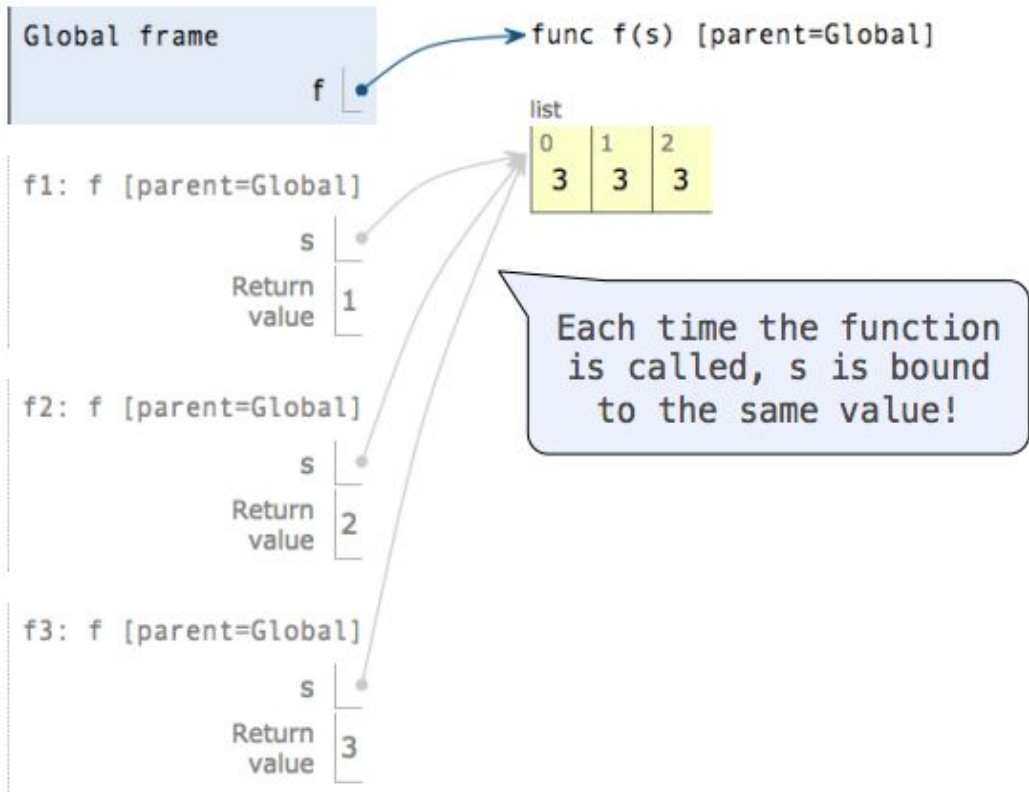 Global frame
f
func f(s) [parent=Global]
list
0 1 2
3 3 3
f1: f [parent=Global]
s
Return
value 1
Each time the function
is called, s is bound
to the same value!
f2: f [parent=Global]
s
Return
value 2
f3: f [parent=Global]
s
Return
value 3